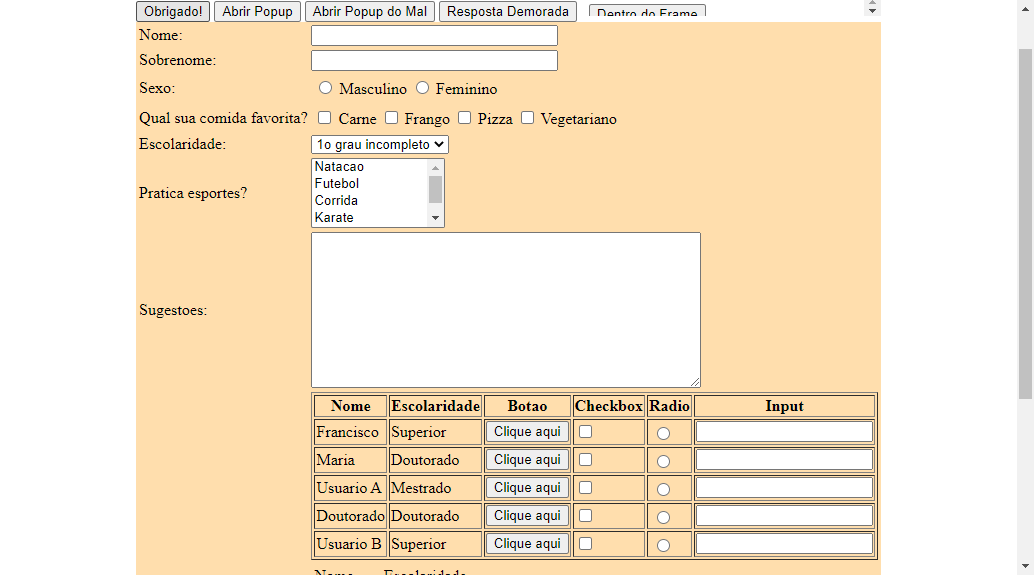 Obrigado! Abrir Popup Abrir Popup do Mal Resposta Demorada Dentro do Frame
Nome:
Sobrenome:
Sexo: Masculino Feminino
Qual sua comida favorita? Carne Frango Pizza Vegetariano
Escolaridade: 1o grau incompleto
Pratica esportes? Natacao
Futebol
Corrida
Karate
Sugestoes:
Nome Escolaridade Botao Checkbox Radio Input
Francisco Superior Clique aqui
Maria Doutorado Clique aqui
Usuario A Mestrado Clique aqui
Doutorado Doutorado Clique aqui
Usuario B Superior Clique aqui
Nome Escolaridade